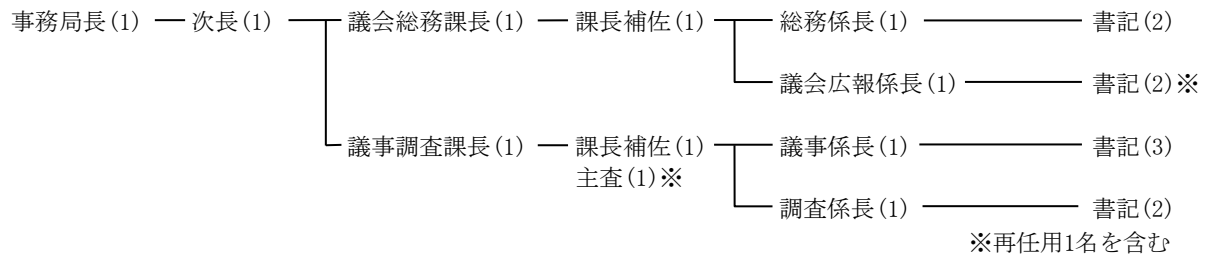 事務局長(1) 次長(1) 議会総務課長(1) 課長補佐(1) 総務係長(1) 書記(2)
議会広報係長(1) 書記(2)※
議事調査課長(1) 課長補佐(1) 議事係長(1) 書記(3)
主査(1)※
調査係長(1) 書記(2)
※再任用1名を含む